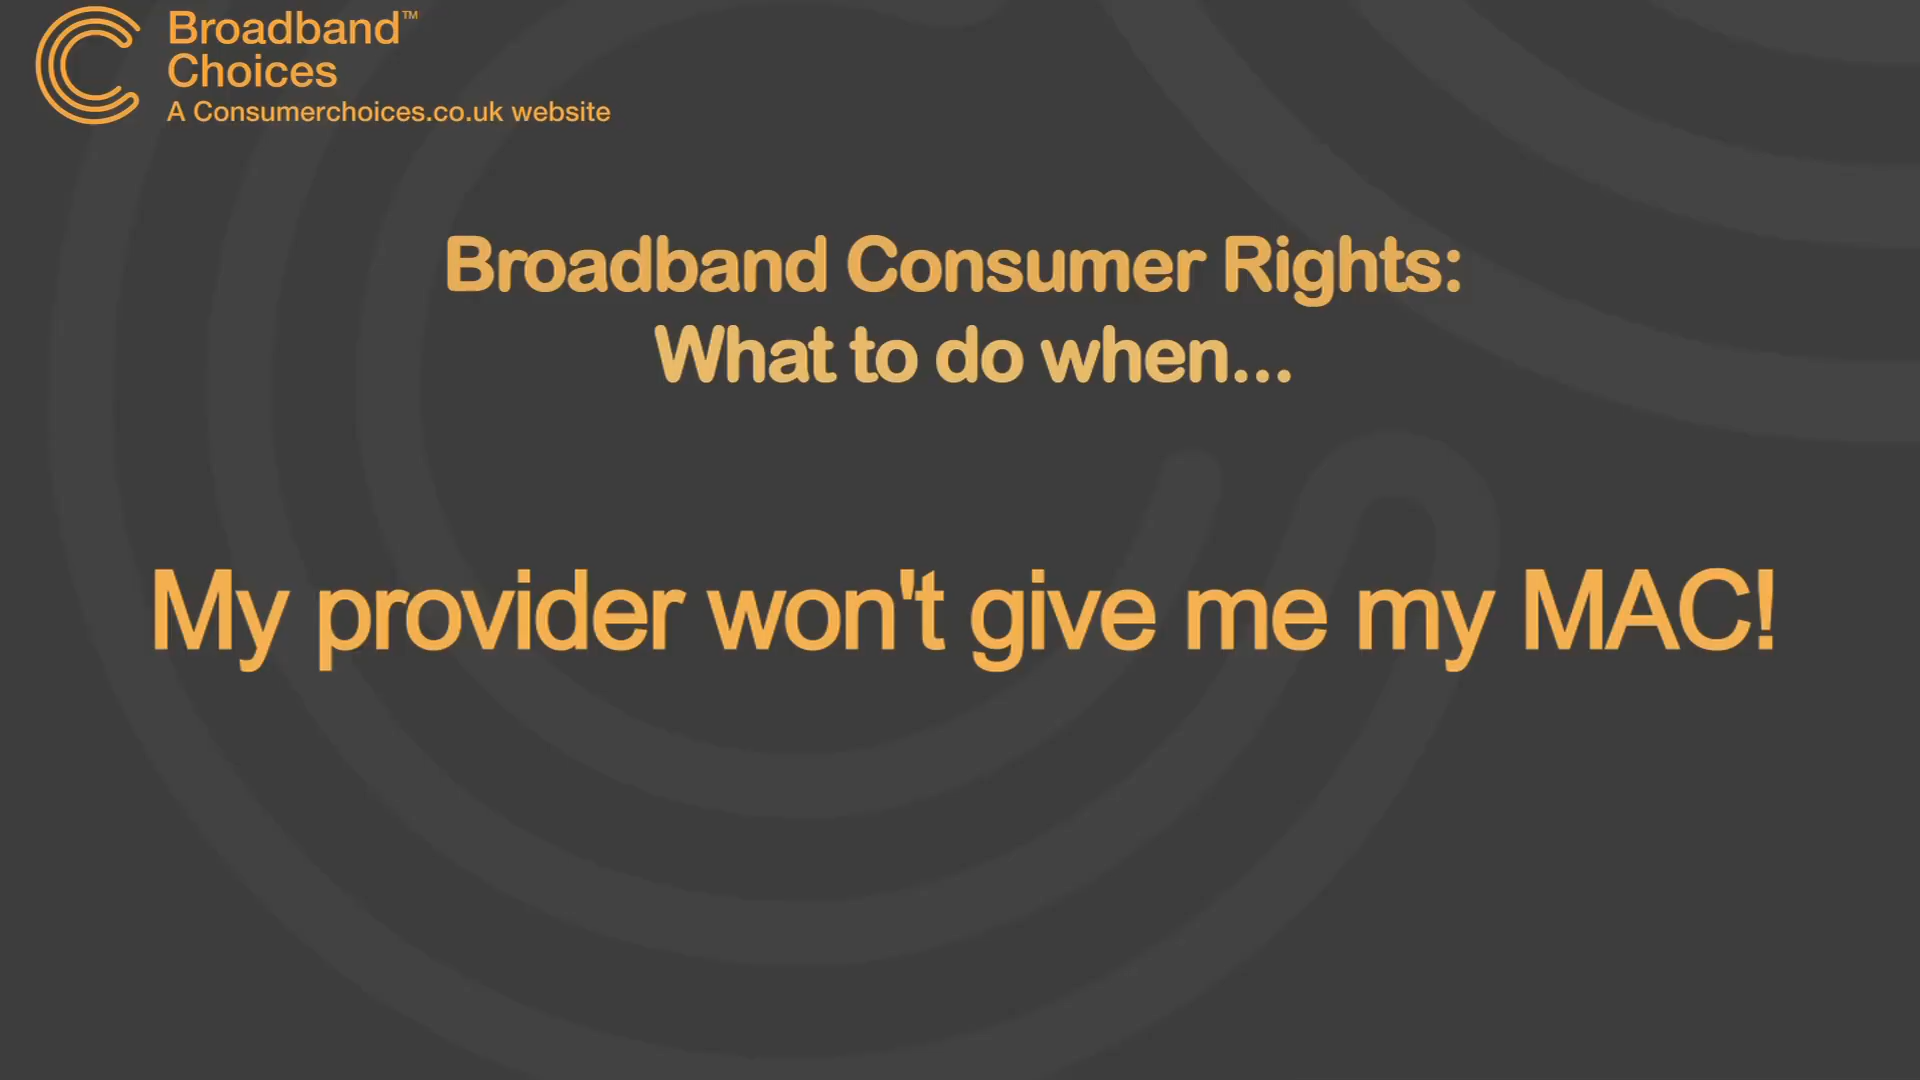 Broadband™
Choices
A Consumerchoices.co.uk website
Broadband Consumer Rights:
What to do when...
My provider won't give me my MAC!